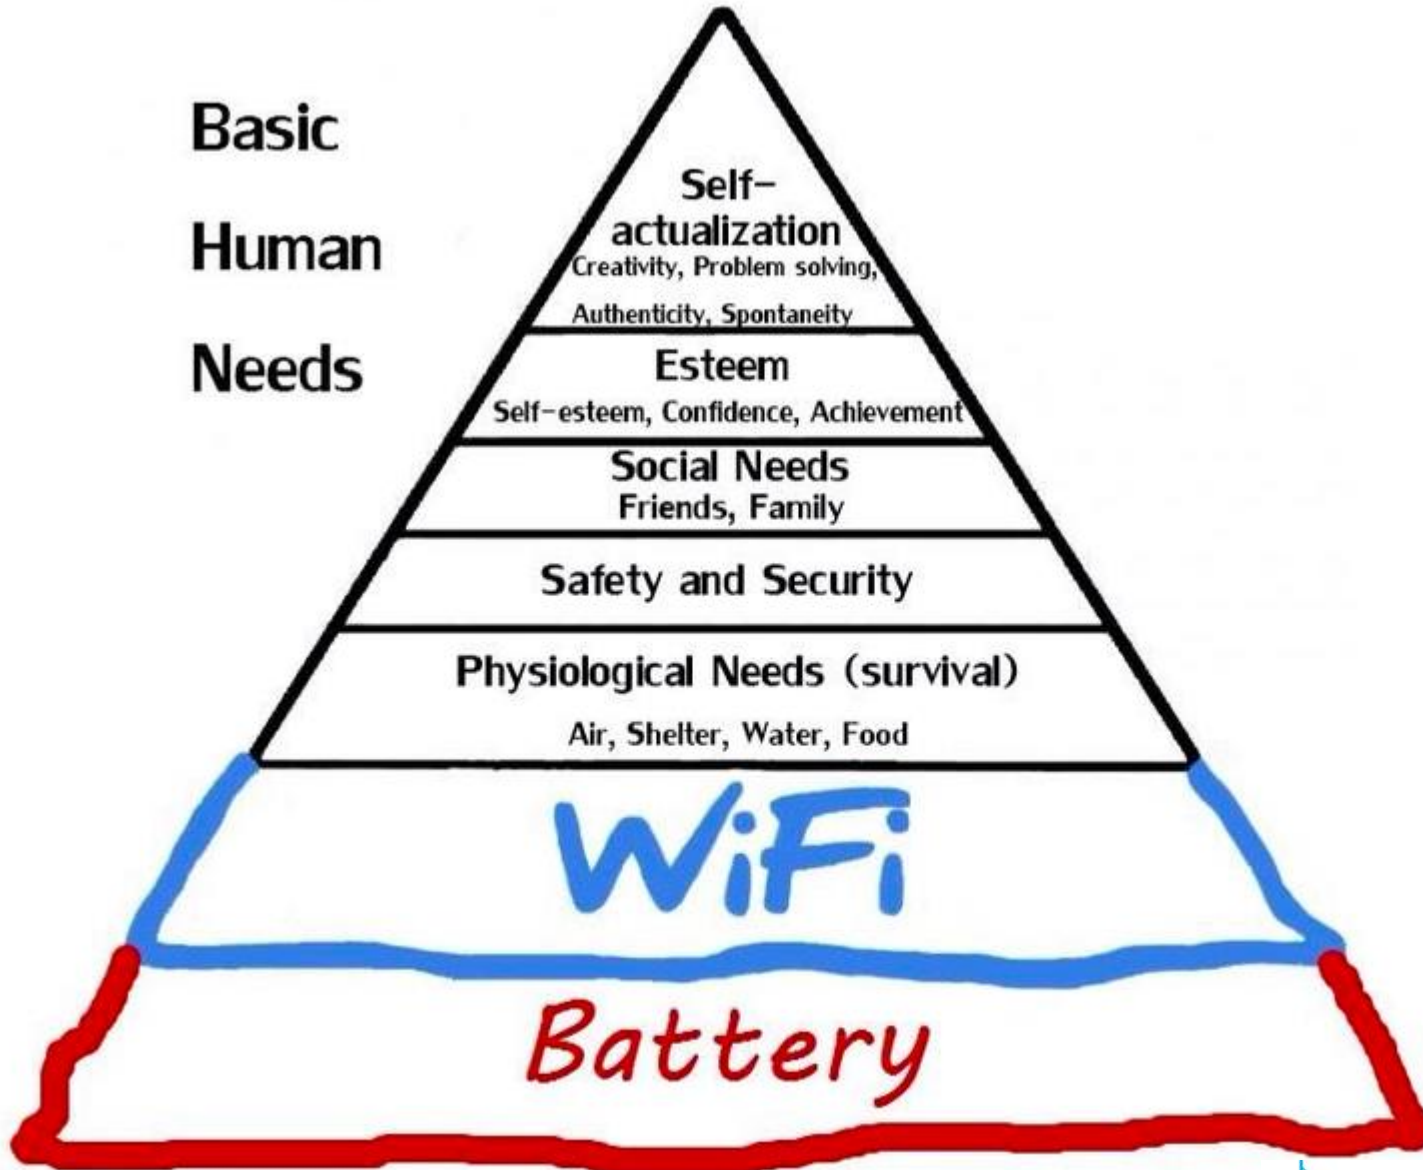 Basic
Human
Needs
Self-
actualization
Creativity, Problem solving,
Authenticity, Spontaneity
Esteem
Self-esteem, Confidence, Achievement
Social Needs
Friends, Family
Safety and Security
Physiological Needs (survival)
Air, Shelter, Water, Food
WiFi
Battery